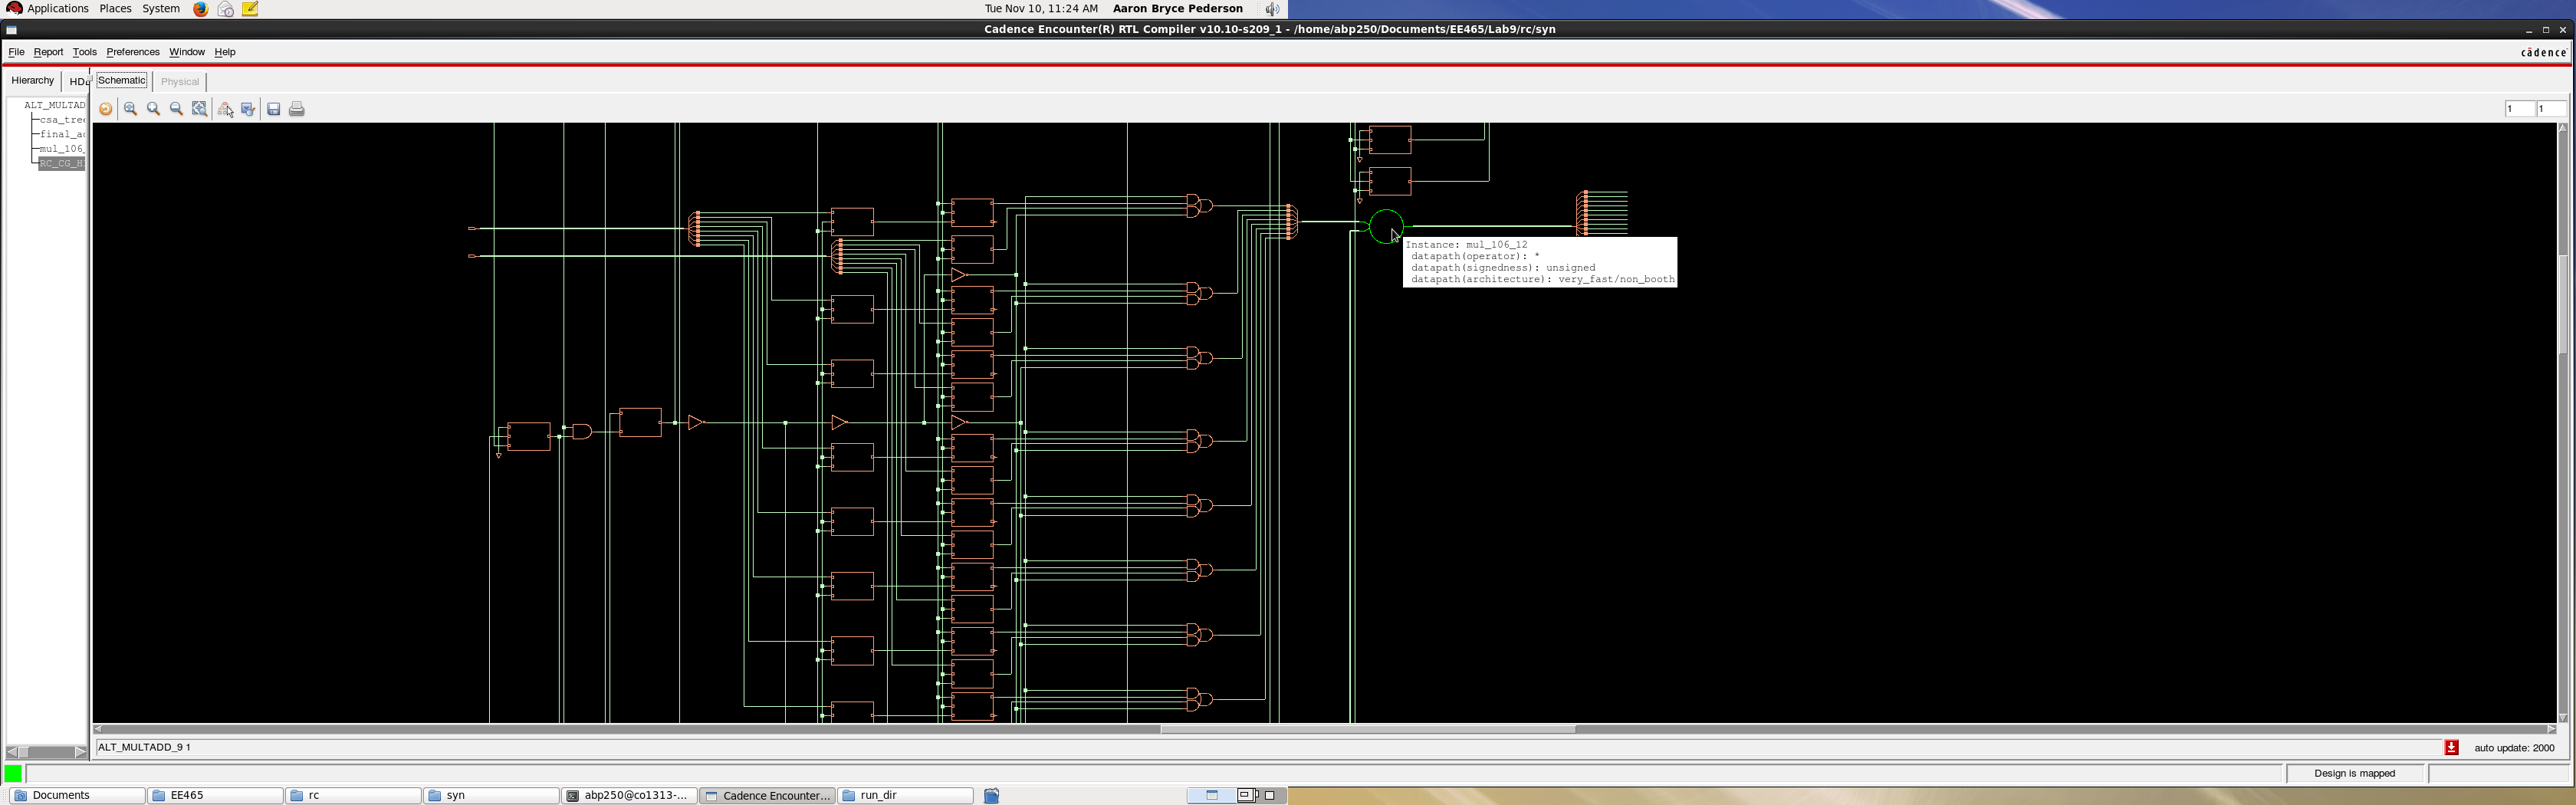 Applications Places System
Tue Nov 10, 11:24 AM Aaron Bryce Pederson
Cadence Encounter(R) RTL Compiler v10.10-s209_1 - /home/abp250/Documents/EE465/Lab9/rc/syn
File Report Tools Preferences Window Help
cādence
Hierarchy
Schematic Physical
1 1
ALT_MULTAD
csa_tre
final_a
mul_106_
RC_CG_H
Instance: mul_106_12
datapath(operator): *
datapath(signedness): unsigned
datapath(architecture): very_fast/non_booth
ALT_MULTADD_9 1
auto update: 2000
Design is mapped
Documents EE465 rc syn abp250@co1313-... Cadence Encounter... run_dir